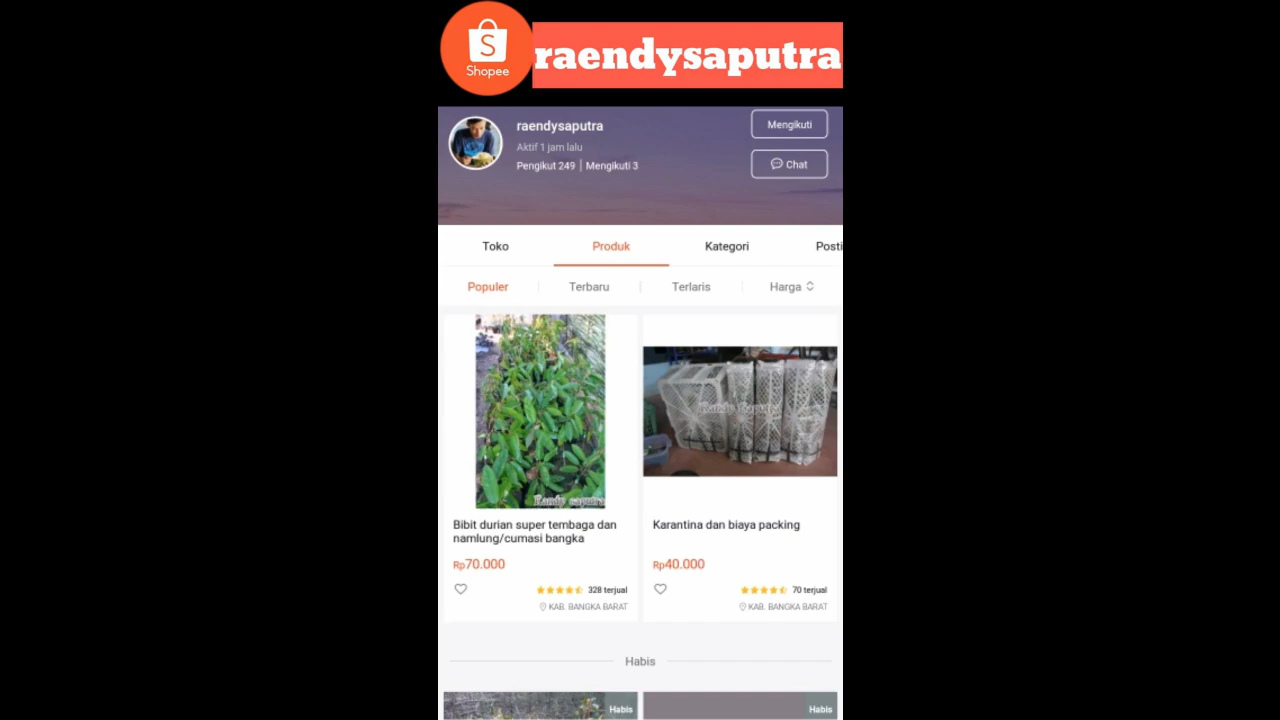 S
Shopee
raendysaputra
raendysaputra
Aktif 1 jam lalu
Pengikut 249 | Mengikuti 3
Mengikuti
Chat
Toko
Produk
Kategori
Posti
Populer
Terbaru
Terlaris
Harga
Randy saputra
Randy Saputra
Bibit durian super tembaga dan
namlung/cumasi bangka
Rp70.000
328 terjual
KAB. BANGKA BARAT
Karantina dan biaya packing
Rp40.000
70 terjual
KAB. BANGKA BARAT
Habis
Habis
Habis